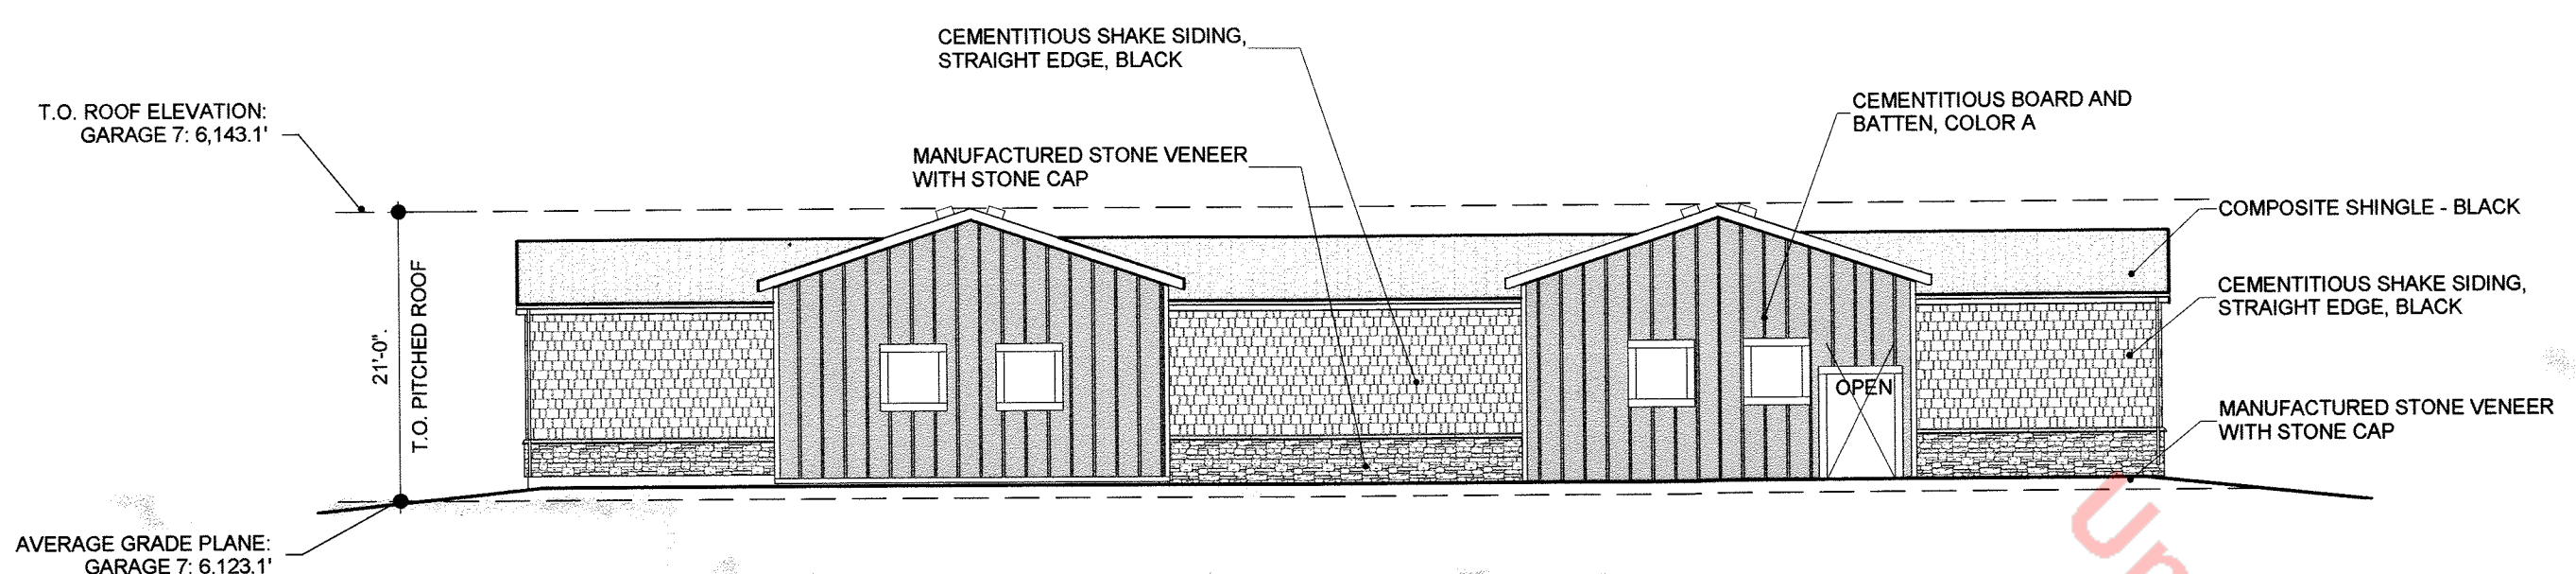 CEMENTITIOUS SHAKE SIDING,
STRAIGHT EDGE, BLACK
T.O. ROOF ELEVATION:
GARAGE 7: 6,143.1'
CEMENTITIOUS BOARD AND
BATTEN, COLOR A
MANUFACTURED STONE VENEER
WITH STONE CAP
COMPOSITE SHINGLE - BLACK
21'-0".
T.O. PITCHED ROOF
CEMENTITIOUS SHAKE SIDING,
STRAIGHT EDGE, BLACK
OPEN
MANUFACTURED STONE VENEER
WITH STONE CAP
AVERAGE GRADE PLANE:
GARAGE 7: 6,123.1'